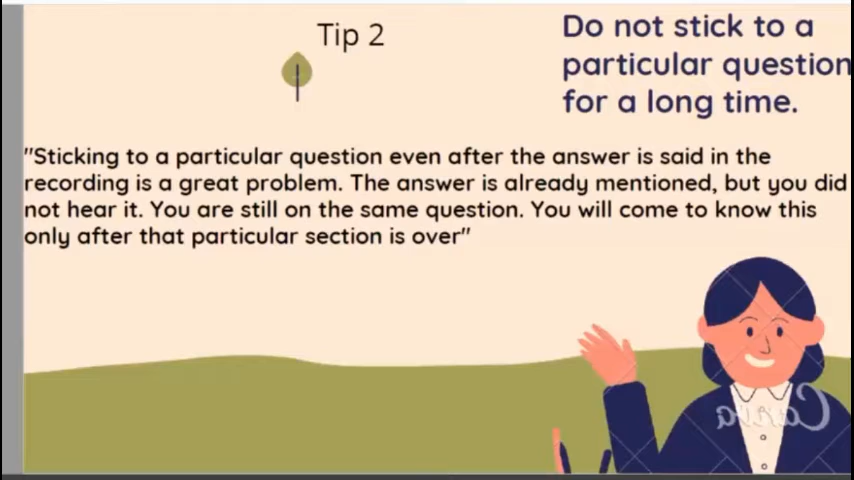 Tip 2
Do not stick to a
particular question
for a long time.
"Sticking to a particular question even after the answer is said in the
recording is a great problem. The answer is already mentioned, but you did
not hear it. You are still on the same question. You will come to know this
only after that particular section is over"
Canva